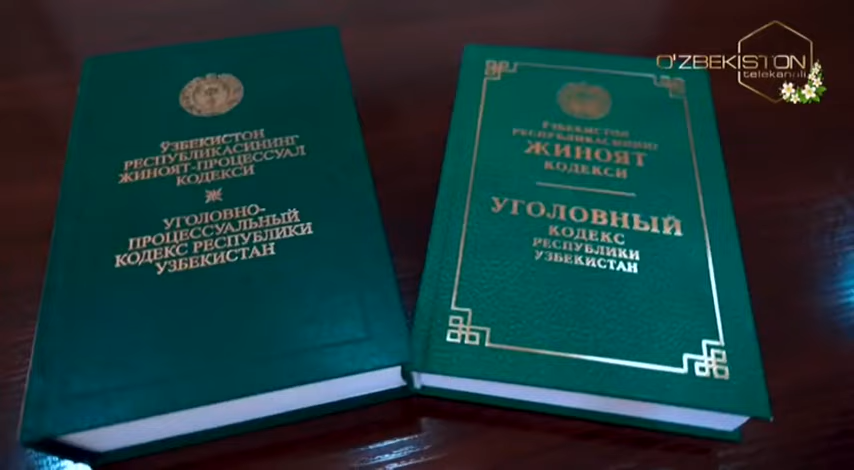 O'ZBEKISTON
telekanali
ЎЗБЕКИСТОН
РЕСПУБЛИКАСИНИНГ
ЖИНОЯТ-ПРОЦЕССУАЛ
КОДЕКСИ
УГОЛОВНО-
ПРОЦЕССУАЛЬНЫЙ
КОДЕКС РЕСПУБЛИКИ
УЗБЕКИСТАН
ЎЗБЕКИСТОН
РЕСПУБЛИКАСИНИНГ
ЖИНОЯТ
КОДЕКСИ
УГОЛОВНЫЙ
КОДЕКС
РЕСПУБЛИКИ
УЗБЕКИСТАН